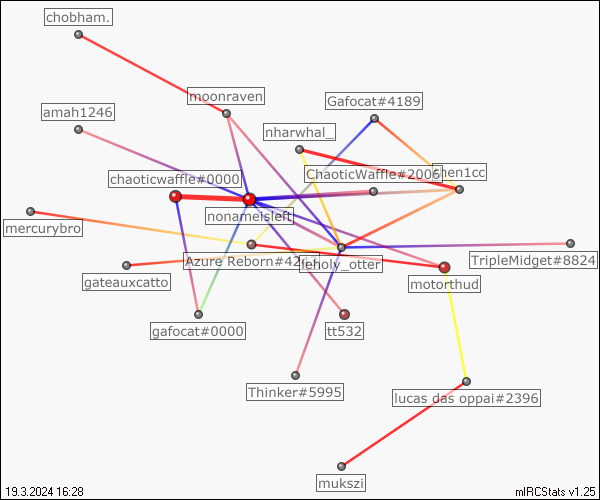 chobham.
moonraven
Gafocat#4189
amah1246
nharwhal_
chaoticwaffle#0000
ChaoticWaffle#2006
hen1cc
nonameisleft
mercurybro
Azure Reborn#42
leholy_otter
TripleMidget#8824
gateauxcatto
motorthud
gafocat#0000
tt532
Thinker#5995
lucas das oppai#2396
mukszi
19.3.2024 16:28
mIRCStats v1.25